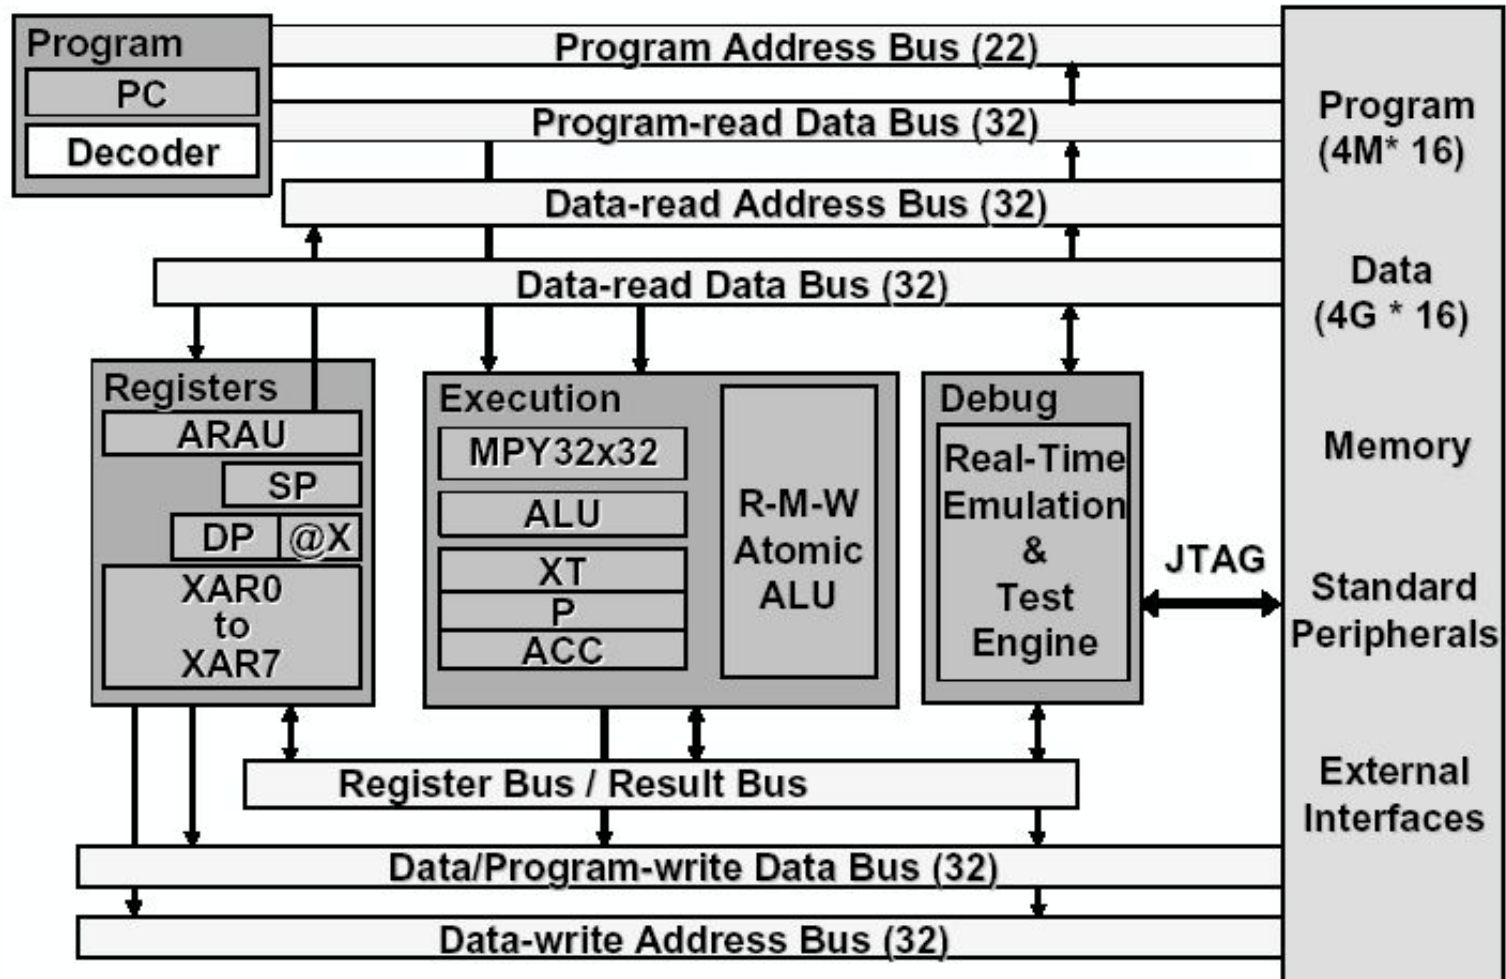 Program
PC
Decoder
Program Address Bus (22)
Program-read Data Bus (32)
Data-read Address Bus (32)
Data-read Data Bus (32)
Registers
ARAU
SP
DP
@X
XAR0
to
XAR7
Execution
MPY32x32
ALU
XT
P
ACC
R-M-W
Atomic
ALU
Debug
Real-Time
Emulation
&
Test
Engine
JTAG
Register Bus / Result Bus
Data/Program-write Data Bus (32)
Data-write Address Bus (32)
Program
(4M* 16)
Data
(4G * 16)
Memory
Standard
Peripherals
External
Interfaces